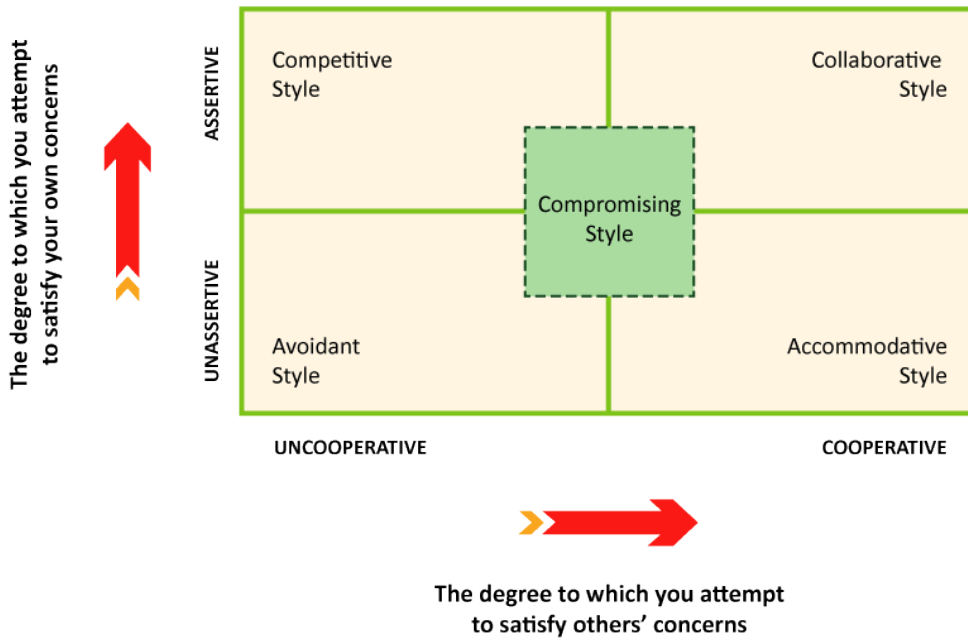 The degree to which you attempt
to satisfy your own concerns
ASSERTIVE
UNASSERTIVE
Competitive
Style
Collaborative
Style
Compromising
Style
Avoidant
Style
Accommodative
Style
UNCOOPERATIVE
COOPERATIVE
The degree to which you attempt
to satisfy others’ concerns